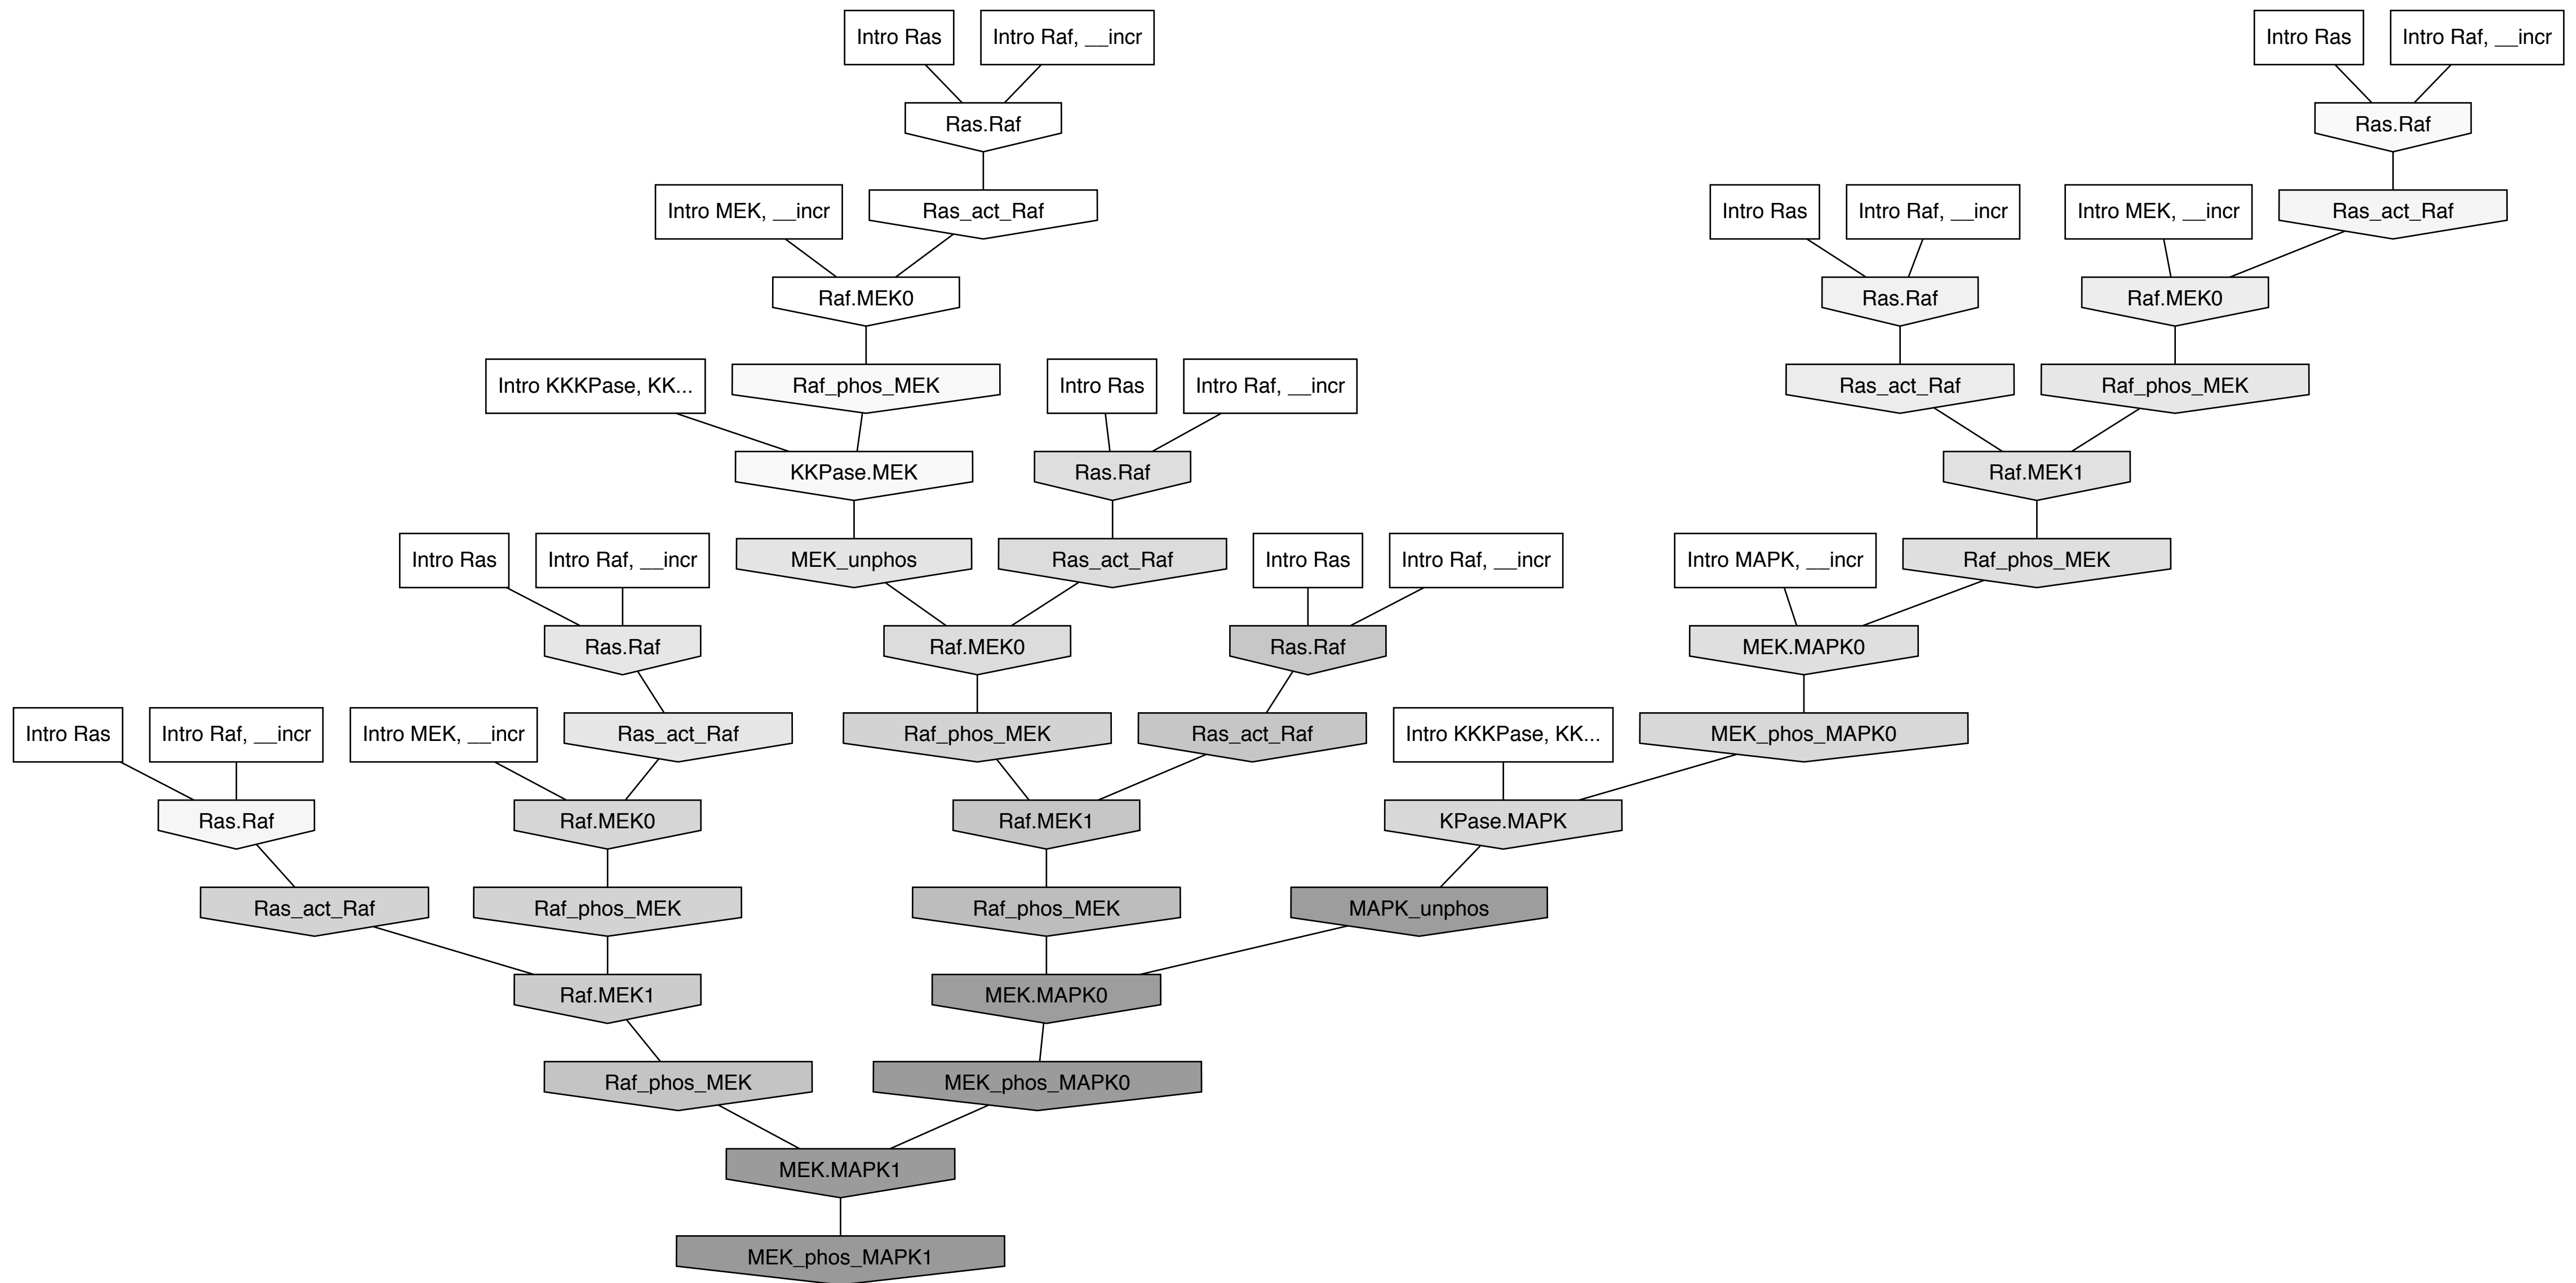 Intro Ras
Intro Raf, __incr
Intro Ras
Intro Raf, __incr
Ras.Raf
Ras.Raf
Intro MEK, __incr
Ras_act_Raf
Intro Ras
Intro Raf, __incr
Intro MEK, __incr
Ras_act_Raf
Raf.MEK0
Ras.Raf
Raf.MEK0
Intro KKKPase, KK...
Raf_phos_MEK
Intro Ras
Intro Raf, __incr
Ras_act_Raf
Raf_phos_MEK
KKPase.MEK
Ras.Raf
Raf.MEK1
Intro Ras
Intro Raf, __incr
MEK_unphos
Ras_act_Raf
Intro Ras
Intro Raf, __incr
Intro MAPK, __incr
Raf_phos_MEK
Ras.Raf
Raf.MEK0
Ras.Raf
MEK.MAPK0
Intro Ras
Intro Raf, __incr
Intro MEK, __incr
Ras_act_Raf
Raf_phos_MEK
Ras_act_Raf
Intro KKKPase, KK...
MEK_phos_MAPK0
Ras.Raf
Raf.MEK0
Raf.MEK1
KPase.MAPK
Ras_act_Raf
Raf_phos_MEK
Raf_phos_MEK
MAPK_unphos
Raf.MEK1
MEK.MAPK0
Raf_phos_MEK
MEK_phos_MAPK0
MEK.MAPK1
MEK_phos_MAPK1